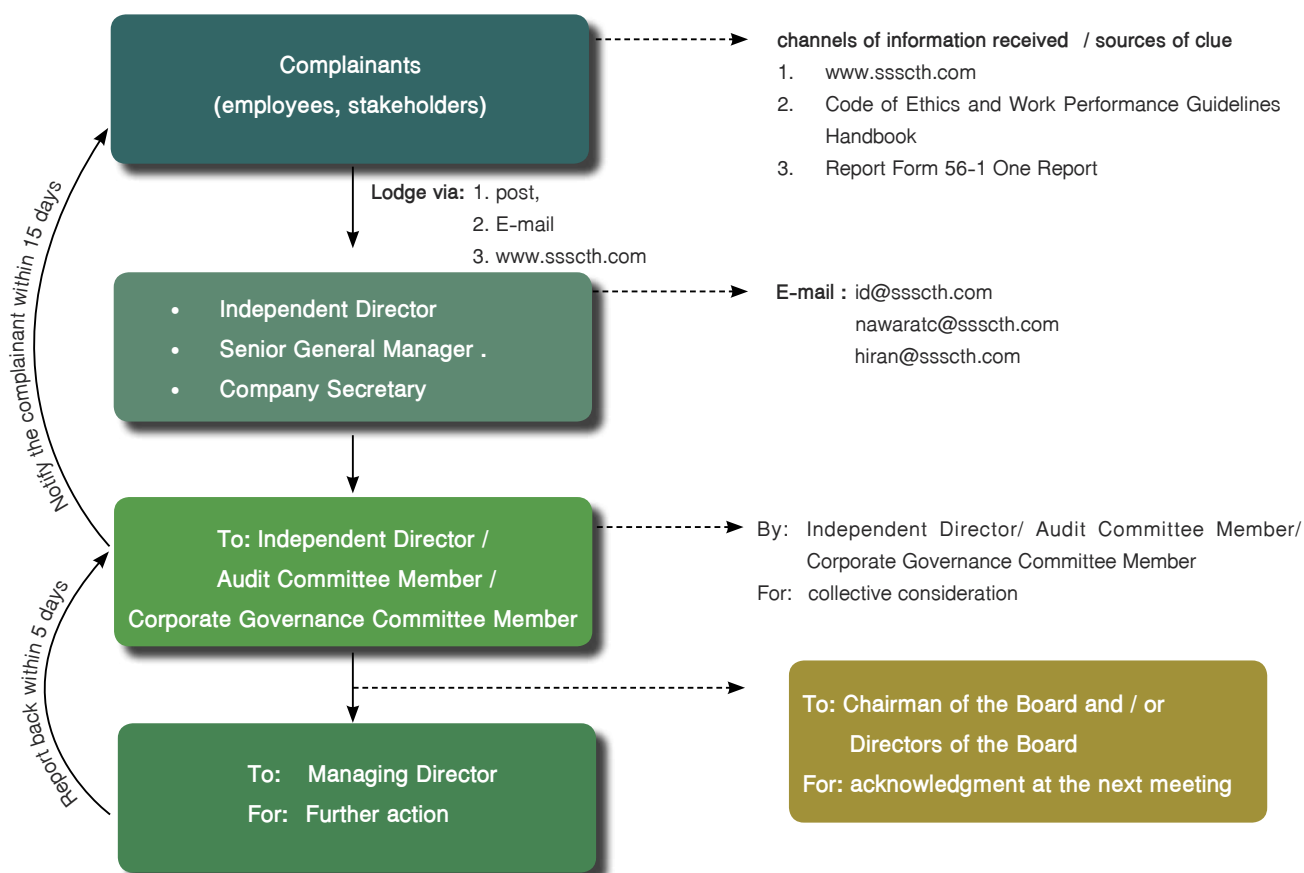 Complainants
(employees, stakeholders)
channels of information received / sources of clue
1. www.ssscth.com
2. Code of Ethics and Work Performance Guidelines
Handbook
3. Report Form 56-1 One Report
Lodge via: 1. post,
2. E-mail
3. www.ssscth.com
Notify the complainant within 15 days
• Independent Director
• Senior General Manager .
• Company Secretary
E-mail : id@ssscth.com
nawaratc@ssscth.com
hiran@ssscth.com
To: Independent Director /
Audit Committee Member /
Corporate Governance Committee Member
By: Independent Director/ Audit Committee Member/
Corporate Governance Committee Member
For: collective consideration
Report back within 5 days
To: Chairman of the Board and / or
Directors of the Board
For: acknowledgment at the next meeting
To: Managing Director
For: Further action